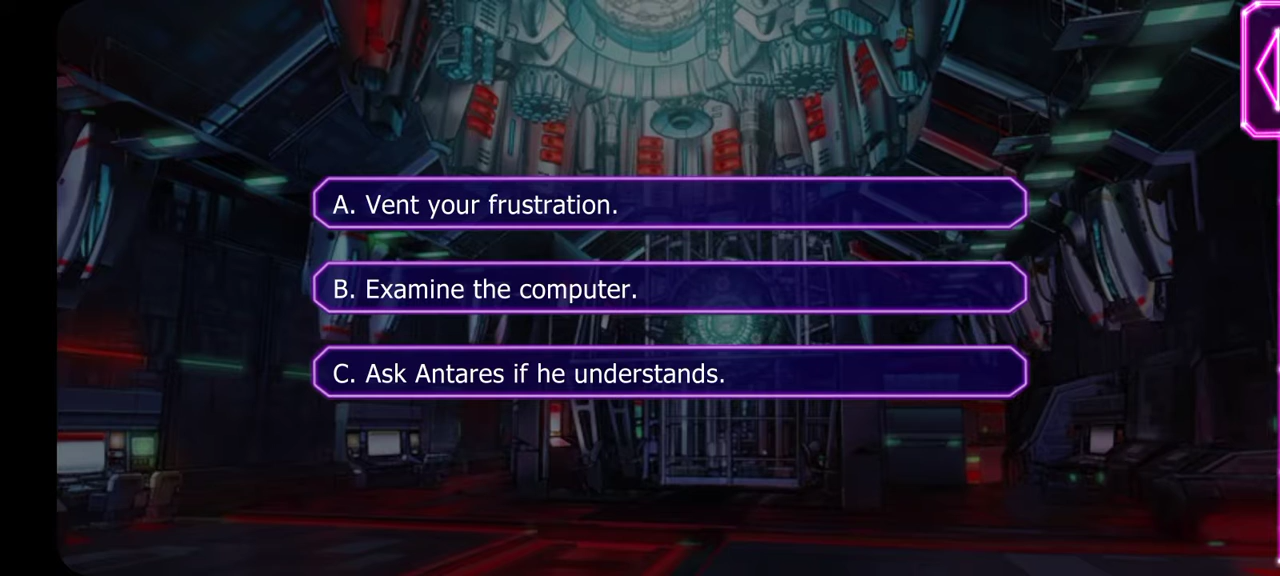 A. Vent your frustration.
B. Examine the computer.
C. Ask Antares if he understands.